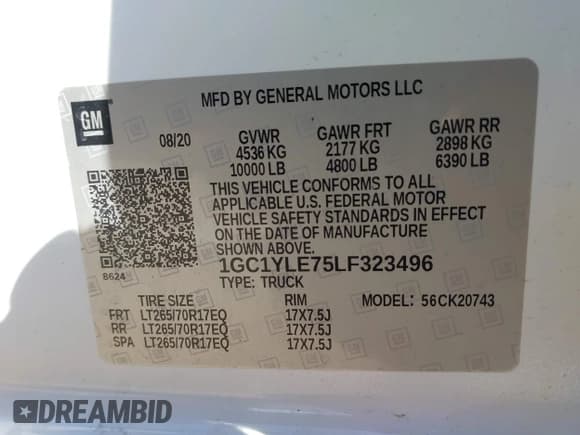 GM
MFD BY GENERAL MOTORS LLC
08/20 GVWR GAWR FRT GAWR RR
4536 KG 2177 KG 2898 KG
10000 LB 4800 LB 6390 LB
THIS VEHICLE CONFORMS TO ALL
APPLICABLE U.S. FEDERAL MOTOR
VEHICLE SAFETY STANDARDS IN EFFECT
ON THE DATE OF MANUFACTURE
SHOWN ABOVE.
8624
1GC1YLE75LF323496
TYPE: TRUCK
TIRE SIZE RIM MODEL: 56CK20743
FRT LT265/70R17EQ 17X7.5J
RR LT265/70R17EQ 17X7.5J
SPA LT265/70R17EQ 17X7.5J
DREAMBID